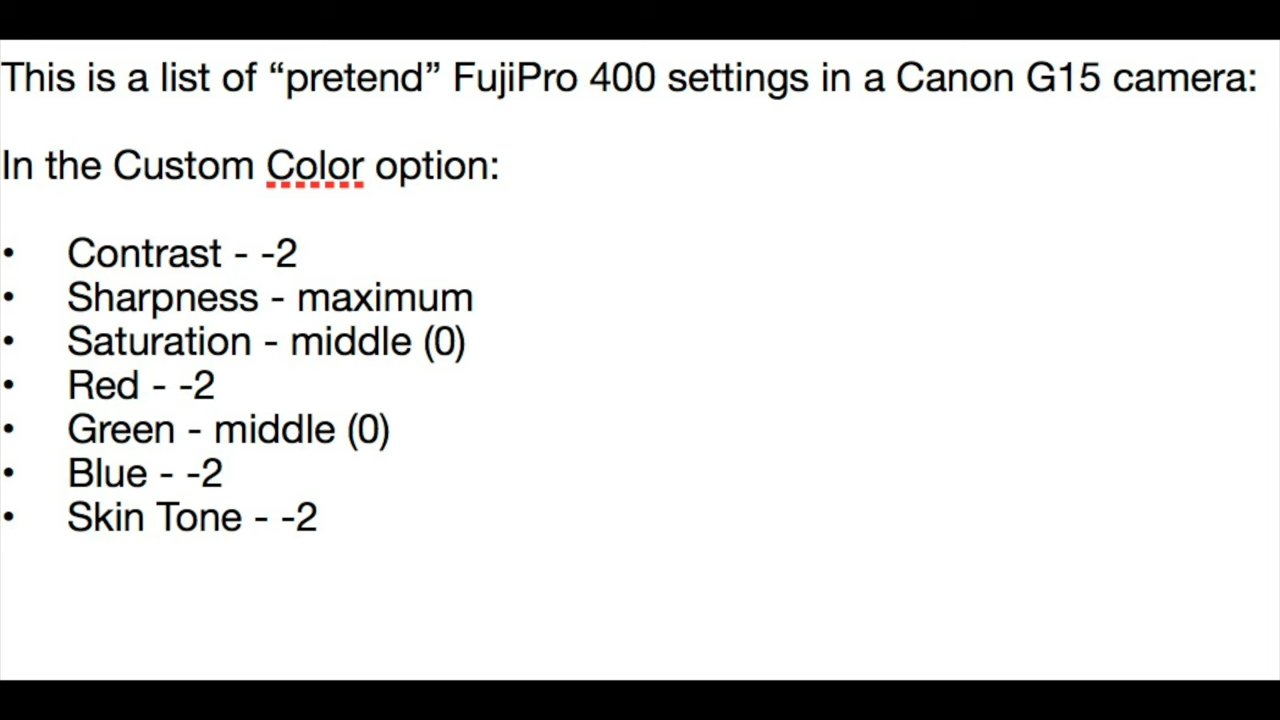 This is a list of “pretend” FujiPro 400 settings in a Canon G15 camera:
In the Custom Color option:
• Contrast - -2
• Sharpness - maximum
• Saturation - middle (0)
• Red - -2
• Green - middle (0)
• Blue - -2
• Skin Tone - -2